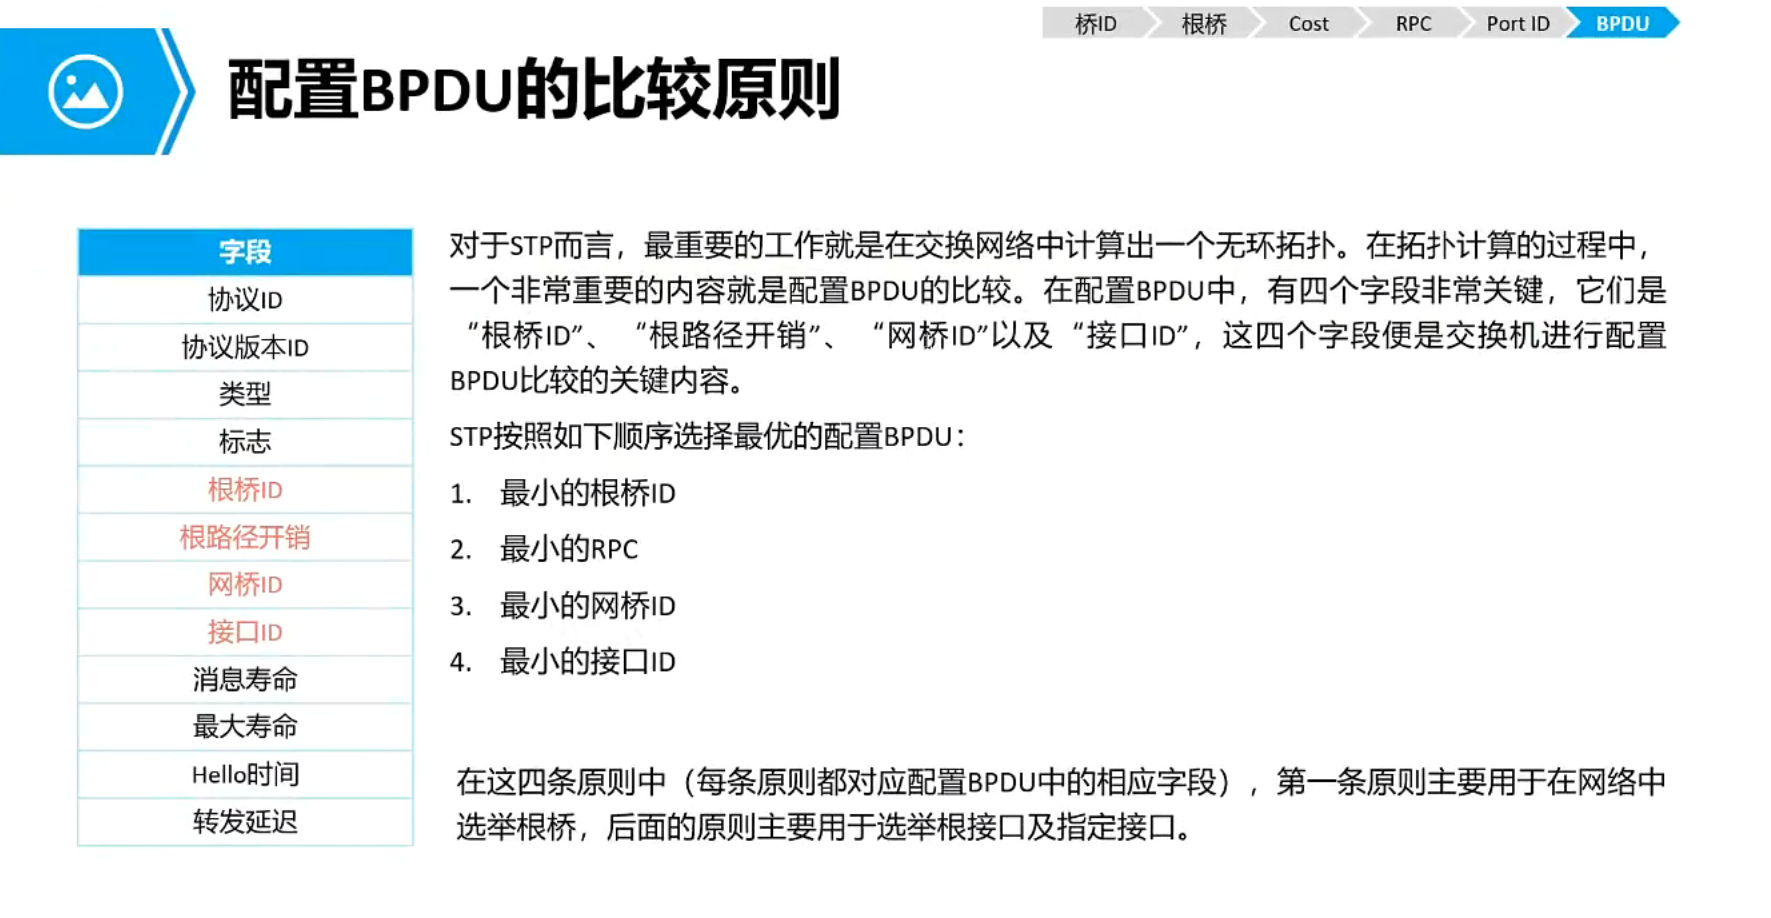 桥ID
根桥
Cost
RPC
Port ID
BPDU
配置BPDU的比较原则
字段
协议ID
协议版本ID
类型
标志
根桥ID
根路径开销
网桥ID
接口ID
消息寿命
最大寿命
Hello时间
转发延迟
对于STP而言，最重要的工作就是在交换网络中计算出一个无环拓扑。在拓扑计算的过程中，
一个非常重要的内容就是配置BPDU的比较。在配置BPDU中，有四个字段非常关键，它们是
“根桥ID”、“根路径开销”、“网桥ID”以及“接口ID”，这四个字段便是交换机进行配置
BPDU比较的关键内容。
STP按照如下顺序选择最优的配置BPDU：
1. 最小的根桥ID
2. 最小的RPC
3. 最小的网桥ID
4. 最小的接口ID
在这四条原则中（每条原则都对应配置BPDU中的相应字段），第一条原则主要用于在网络中
选举根桥，后面的原则主要用于选举根接口及指定接口。